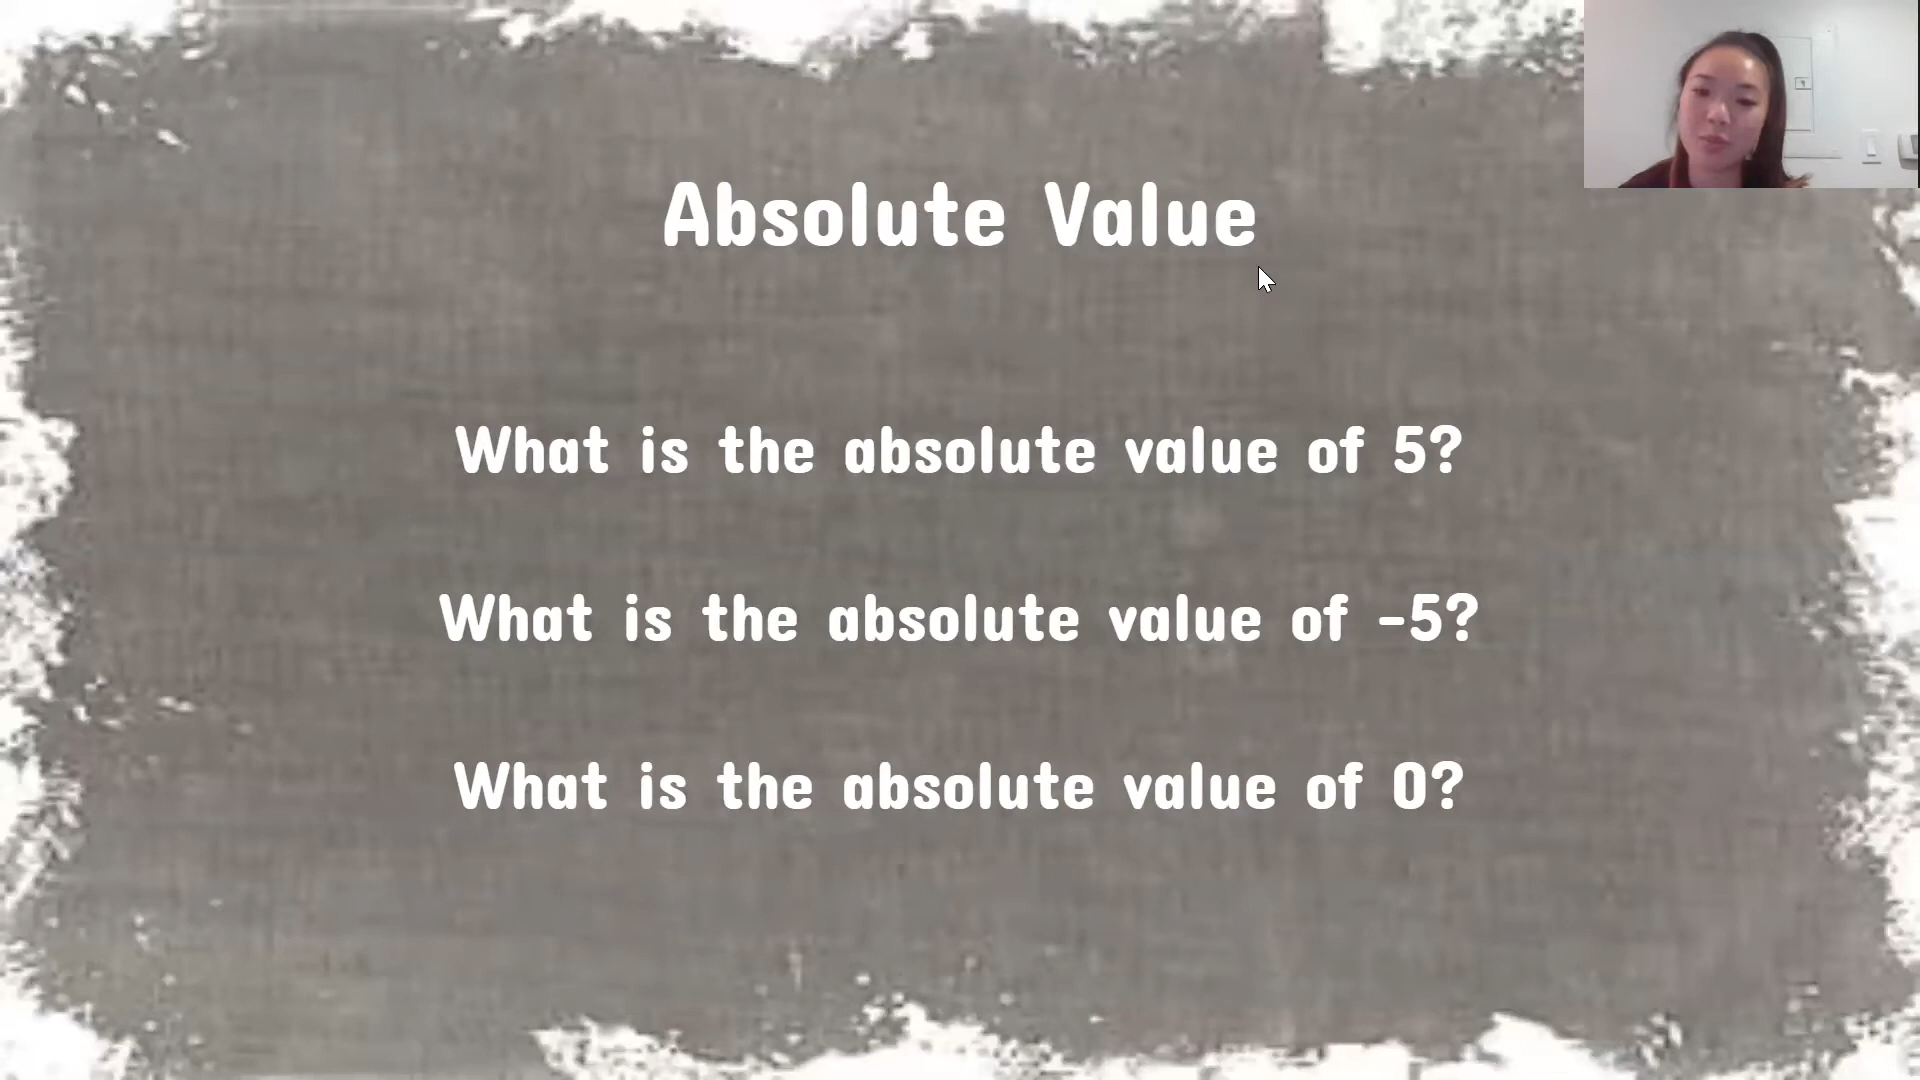 Absolute Value
What is the absolute value of 5?
What is the absolute value of -5?
What is the absolute value of 0?